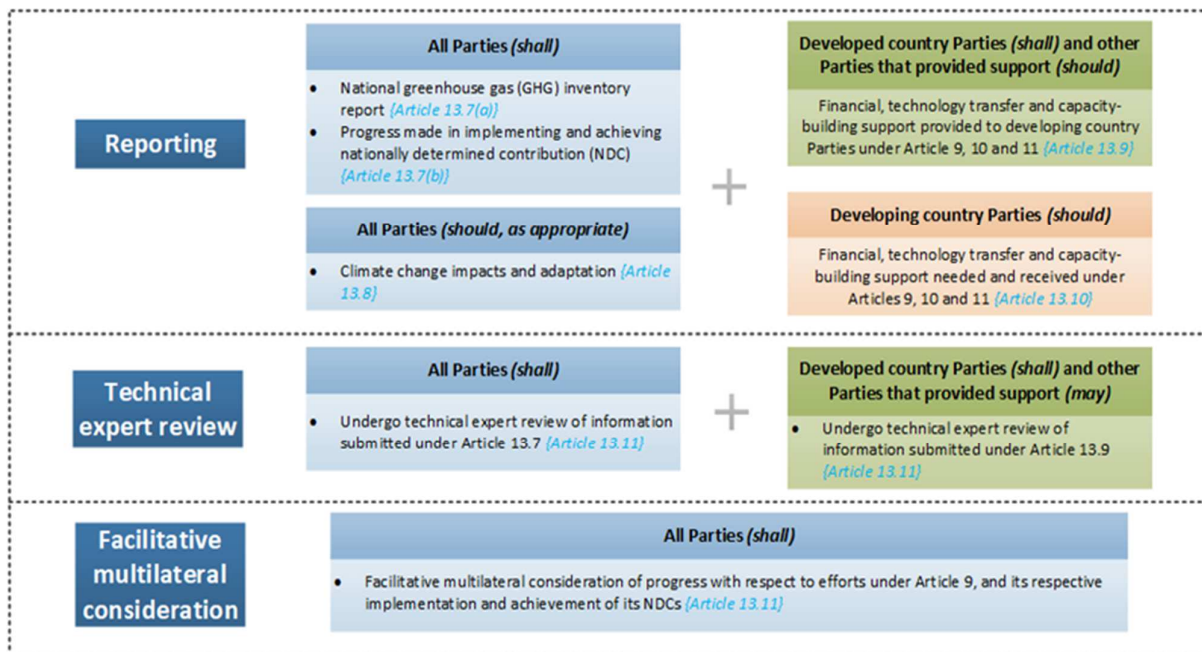 Reporting
All Parties (shall)
• National greenhouse gas (GHG) inventory
report {Article 13.7(a)}
• Progress made in implementing and achieving
nationally determined contribution (NDC)
{Article 13.7(b)}
All Parties (should, as appropriate)
• Climate change impacts and adaptation {Article
13.8}
+
Developed country Parties (shall) and other
Parties that provided support (should)
Financial, technology transfer and capacity-
building support provided to developing country
Parties under Article 9, 10 and 11 {Article 13.9}
Developing country Parties (should)
Financial, technology transfer and capacity-
building support needed and received under
Articles 9, 10 and 11 {Article 13.10}
Technical
expert review
All Parties (shall)
• Undergo technical expert review of information
submitted under Article 13.7 {Article 13.11}
+
Developed country Parties (shall) and other
Parties that provided support (may)
• Undergo technical expert review of
information submitted under Article 13.9
{Article 13.11}
Facilitative
multilateral
consideration
All Parties (shall)
• Facilitative multilateral consideration of progress with respect to efforts under Article 9, and its respective
implementation and achievement of its NDCs {Article 13.11}